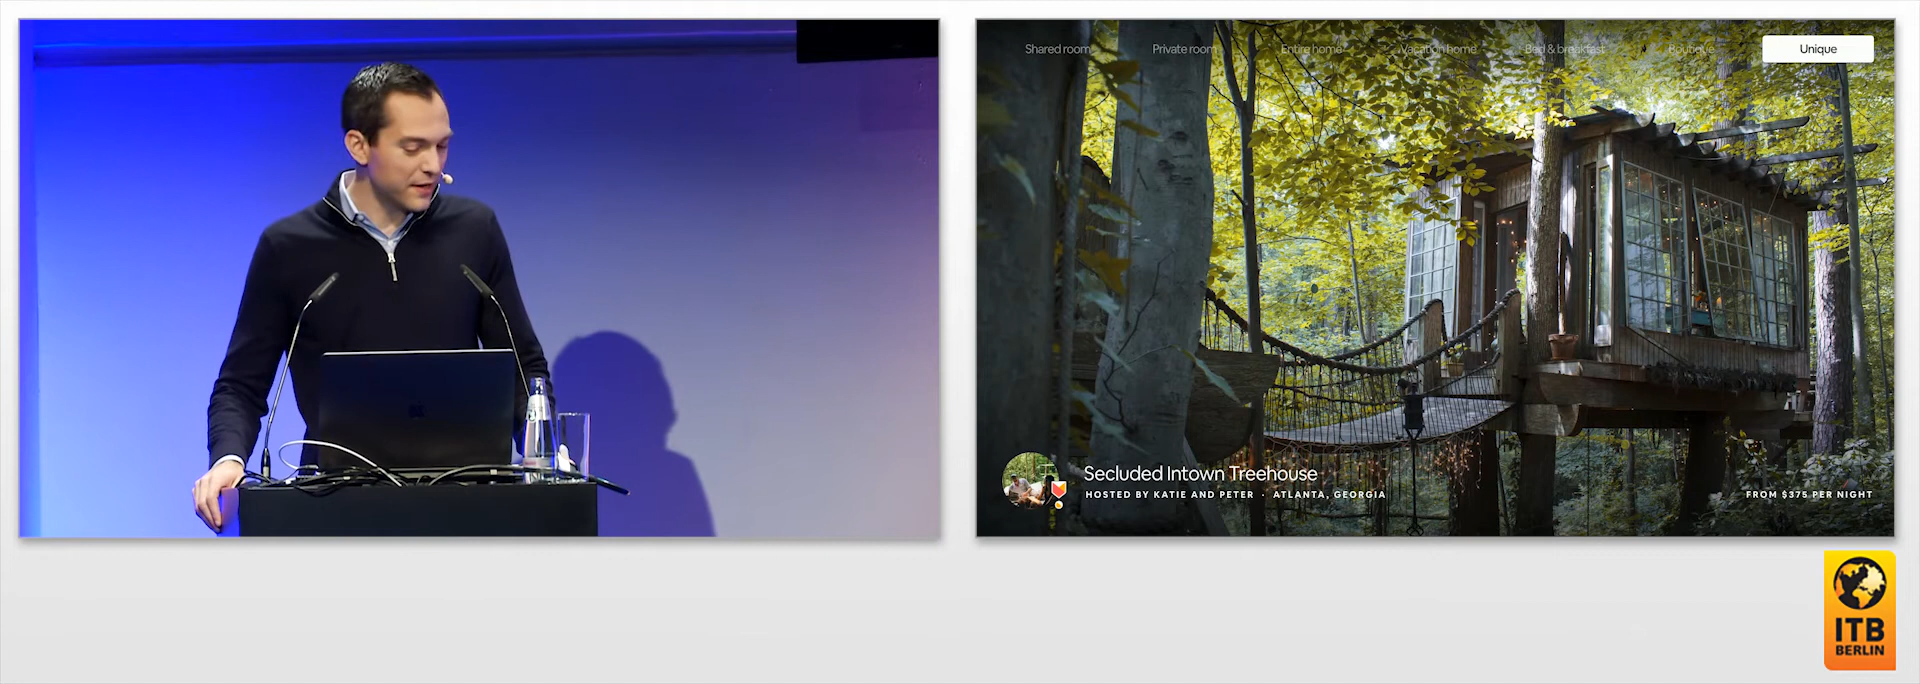 Shared room
Private room
Entire home
Vacation home
Bed & breakfast
Boutique
Unique
Secluded Intown Treehouse
HOSTED BY KATIE AND PETER · ATLANTA, GEORGIA
FROM $375 PER NIGHT
ITB
BERLIN